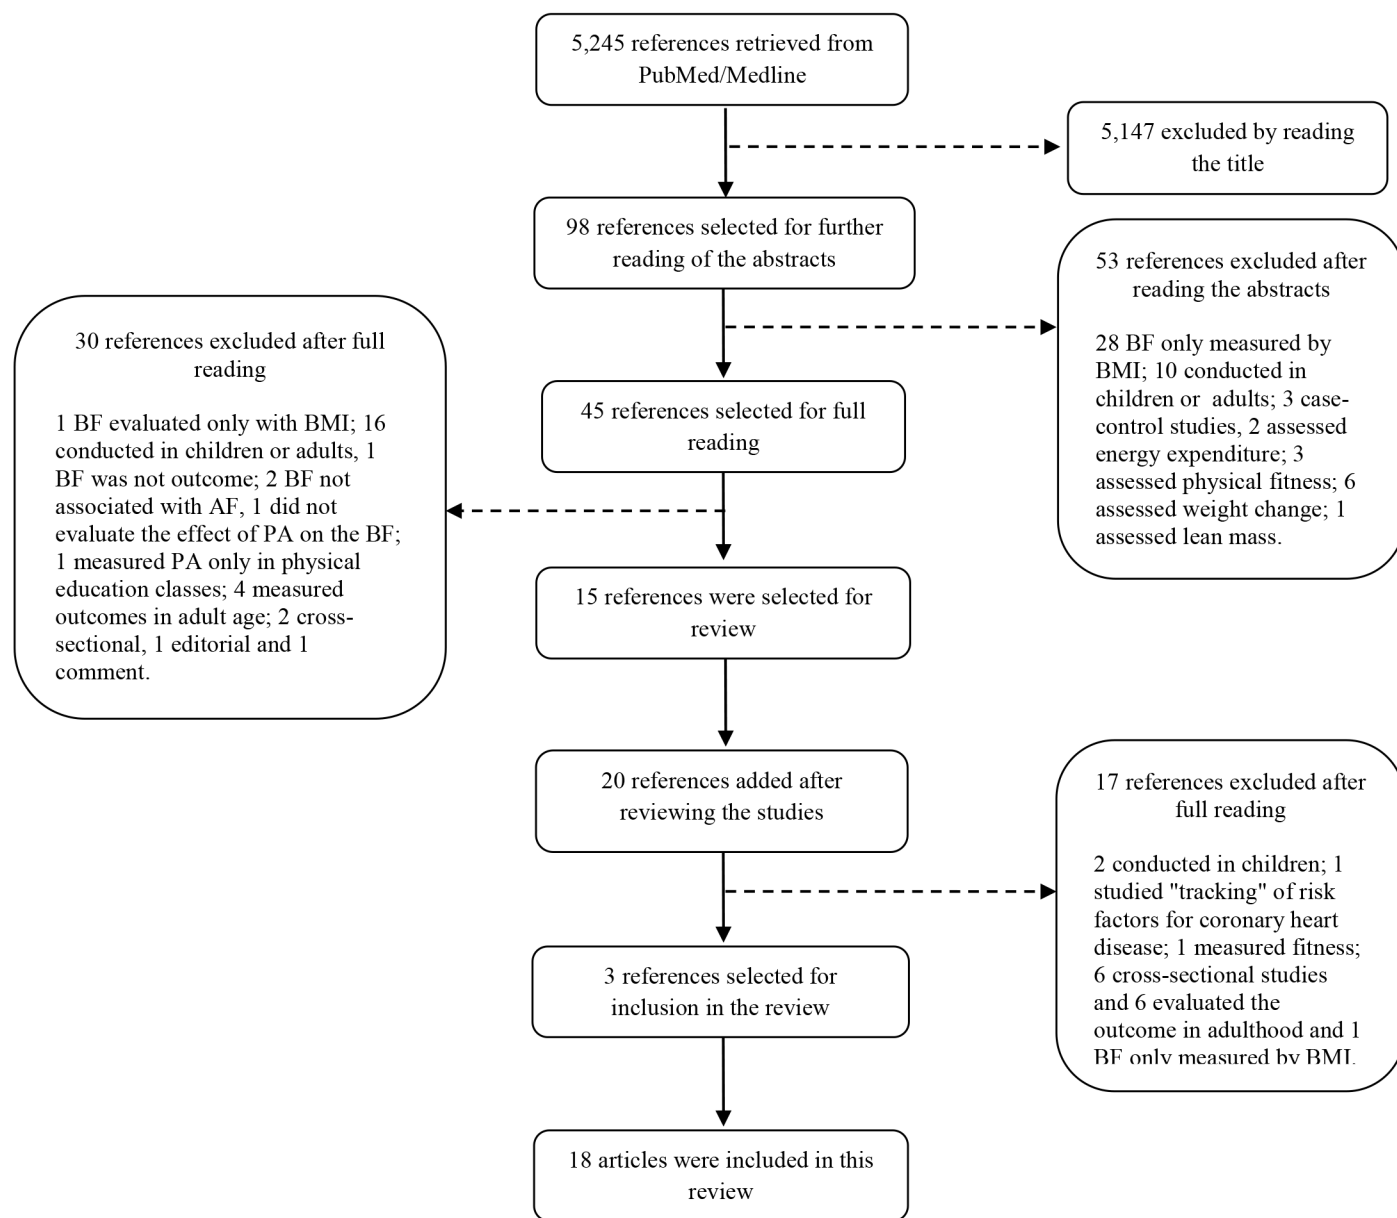 5,245 references retrieved from
PubMed/Medline
5,147 excluded by reading
the title
98 references selected for further
reading of the abstracts
53 references excluded after
reading the abstracts
28 BF only measured by
BMI; 10 conducted in
children or adults; 3 case-
control studies, 2 assessed
energy expenditure; 3
assessed physical fitness; 6
assessed weight change; 1
assessed lean mass.
45 references selected for full
reading
30 references excluded after full
reading
1 BF evaluated only with BMI; 16
conducted in children or adults, 1
BF was not outcome; 2 BF not
associated with AF, 1 did not
evaluate the effect of PA on the BF;
1 measured PA only in physical
education classes; 4 measured
outcomes in adult age; 2 cross-
sectional, 1 editorial and 1
comment.
15 references were selected for
review
20 references added after
reviewing the studies
17 references excluded after
full reading
2 conducted in children; 1
studied "tracking" of risk
factors for coronary heart
disease; 1 measured fitness;
6 cross-sectional studies
and 6 evaluated the
outcome in adulthood and 1
BF only measured by BMI.
3 references selected for
inclusion in the review
18 articles were included in this
review